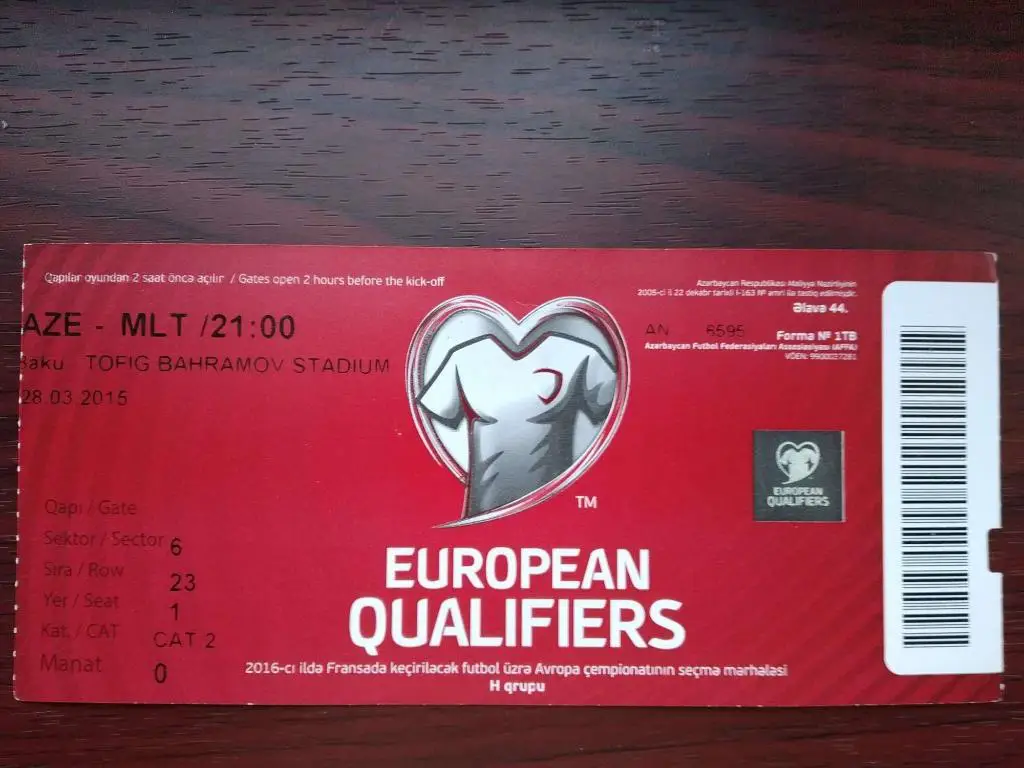 Qapılar oyundan 2 saat öncə açılır / Gates open 2 hours before the kick-off
AZE - MLT /21:00
Baku TOFIG BAHRAMOV STADIUM
28.03.2015
Azərbaycan Respublikası Maliyyə Nazirliyinin
2005-ci il 22 dekabr tarixli I-163 № əmri ilə təsdiq edilmişdir.
Əlavə 44.
AN 6595
Forma № 1TB
Azərbaycan Futbol Federasiyaları Assosiasiyası (AFFA)
VÖEN: 9900027281
EUROPEAN
QUALIFIERS
Qapı / Gate
Sektor / Sector 6
Sıra / Row 23
Yer / Seat 1
Kat. / CAT CAT 2
Manat 0
TM
EUROPEAN
QUALIFIERS
2016-cı ildə Fransada keçiriləcək futbol üzrə Avropa çempionatının seçmə mərhələsi
H qrupu